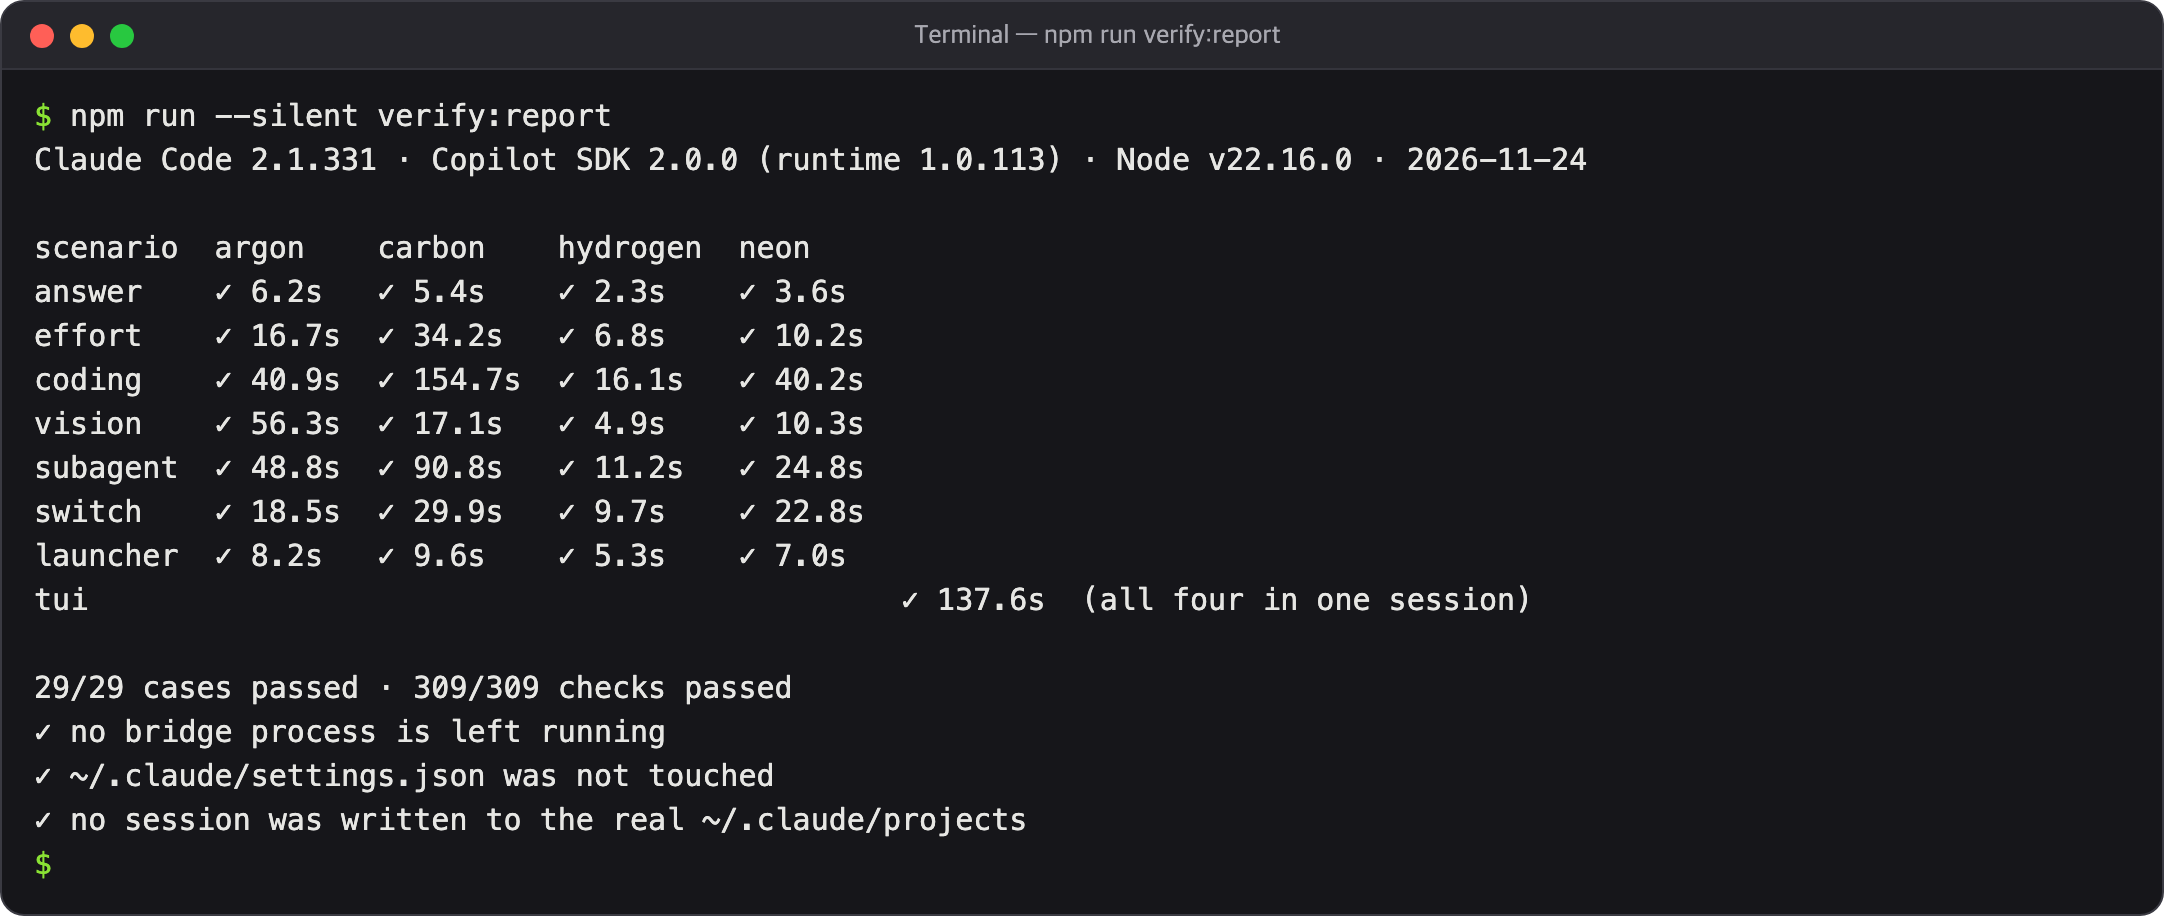 Terminal — npm run verify:report
$ npm run --silent verify:report
Claude Code 2.1.331 · Copilot SDK 2.0.0 (runtime 1.0.113) · Node v22.16.0 · 2026-11-24
scenario  argon    carbon    hydrogen  neon
answer    ✓ 6.2s   ✓ 5.4s    ✓ 2.3s    ✓ 3.6s
effort    ✓ 16.7s  ✓ 34.2s   ✓ 6.8s    ✓ 10.2s
coding    ✓ 40.9s  ✓ 154.7s  ✓ 16.1s   ✓ 40.2s
vision    ✓ 56.3s  ✓ 17.1s   ✓ 4.9s    ✓ 10.3s
subagent  ✓ 48.8s  ✓ 90.8s   ✓ 11.2s   ✓ 24.8s
switch    ✓ 18.5s  ✓ 29.9s   ✓ 9.7s    ✓ 22.8s
launcher  ✓ 8.2s   ✓ 9.6s    ✓ 5.3s    ✓ 7.0s
tui                                             ✓ 137.6s  (all four in one session)
29/29 cases passed · 309/309 checks passed
✓ no bridge process is left running
✓ ~/.claude/settings.json was not touched
✓ no session was written to the real ~/.claude/projects
$